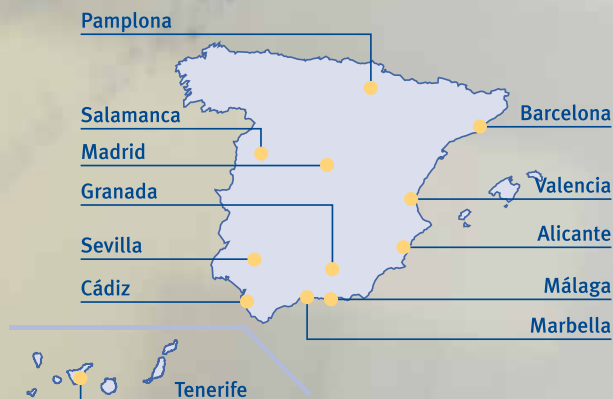 Pamplona
Salamanca
Madrid
Granada
Sevilla
Cádiz
Tenerife
Barcelona
Valencia
Alicante
Málaga
Marbella